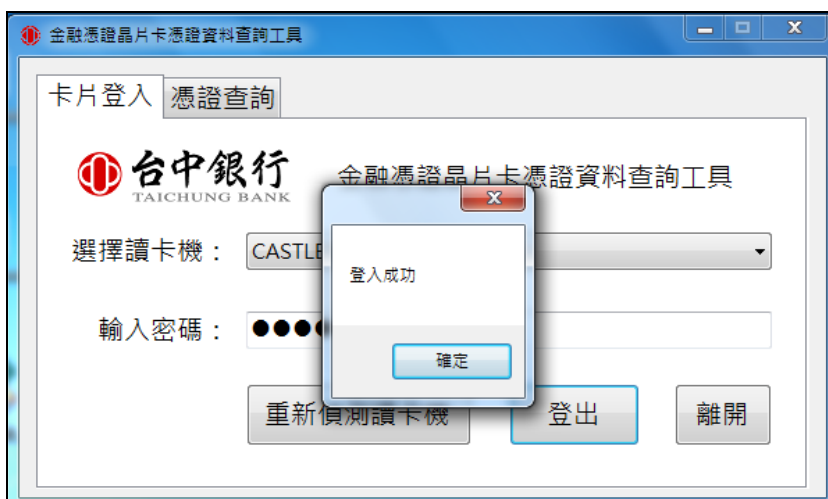 金融憑證晶片卡憑證資料查詢工具
卡片登入 憑證查詢
台中銀行
TAICHUNG BANK
金融憑證晶片卡憑證資料查詢工具
選擇讀卡機： CASTLE
登入成功
輸入密碼： ●●●
確定
重新偵測讀卡機 登出 離開